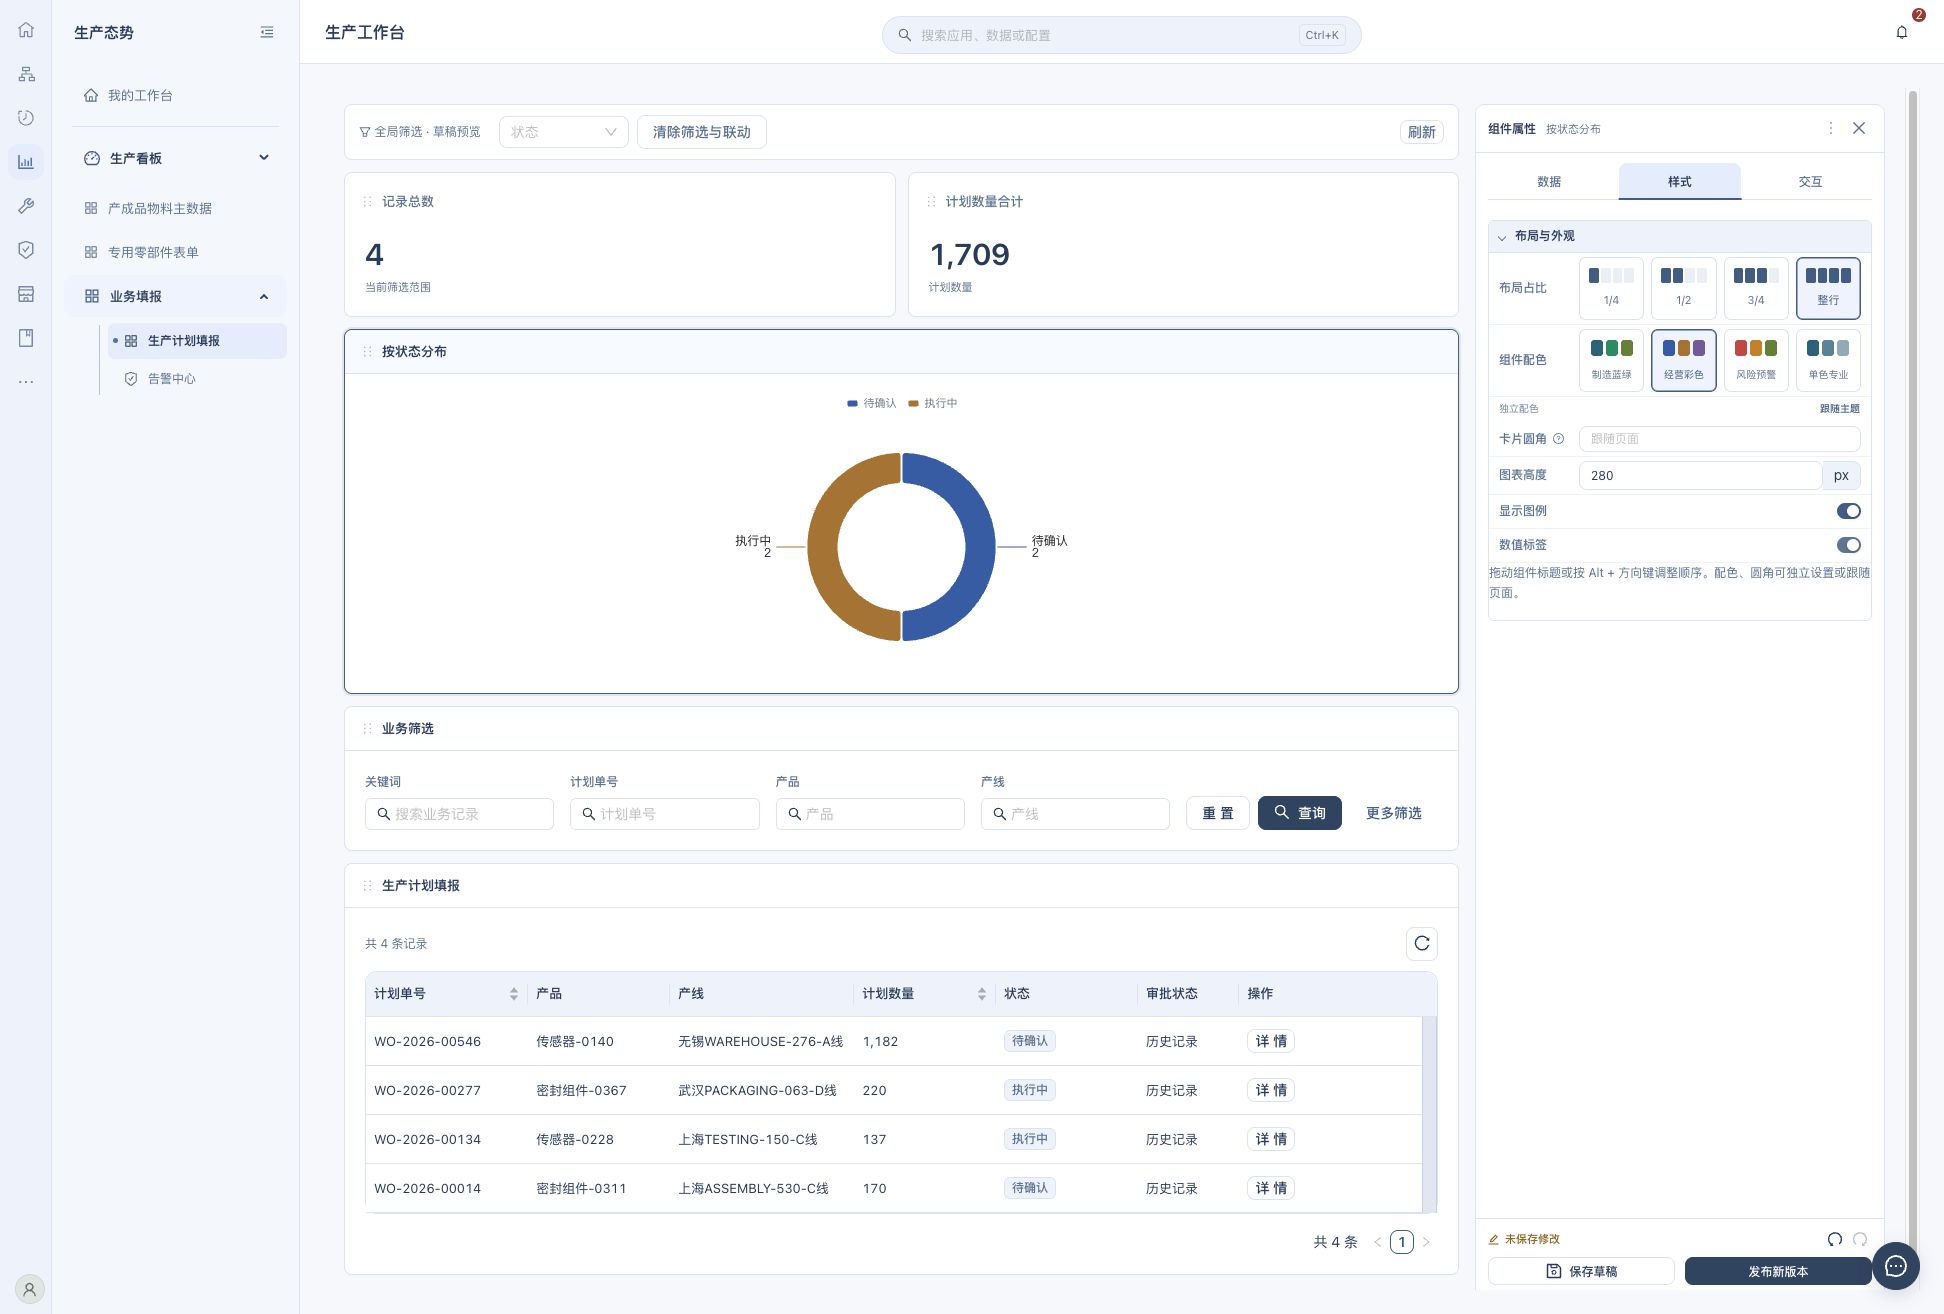 生产态势
我的工作台
生产看板
产成品物料主数据
专用零部件表单
业务填报
生产计划填报
告警中心
生产工作台
搜索应用、数据或配置
Ctrl+K
2
全局筛选 · 草稿预览
状态
清除筛选与联动
刷新
记录总数
4
当前筛选范围
计划数量合计
1,709
计划数量
按状态分布
待确认
执行中
执行中
2
待确认
2
业务筛选
关键词
计划单号
产品
产线
搜索业务记录
计划单号
产品
产线
重 置
查询
更多筛选
生产计划填报
共 4 条记录
计划单号 产品 产线 计划数量 状态 审批状态 操作
WO-2026-00546 传感器-0140 无锡WAREHOUSE-276-A线 1,182 待确认 历史记录 详 情
WO-2026-00277 密封组件-0367 武汉PACKAGING-063-D线 220 执行中 历史记录 详 情
WO-2026-00134 传感器-0228 上海TESTING-150-C线 137 执行中 历史记录 详 情
WO-2026-00014 密封组件-0311 上海ASSEMBLY-530-C线 170 待确认 历史记录 详 情
共 4 条 1
组件属性 按状态分布
数据 样式 交互
布局与外观
布局占比
1/4 1/2 3/4 整行
组件配色
制造蓝绿 经营彩色 风险预警 单色专业
独立配色 跟随主题
卡片圆角 跟随页面
图表高度 280 px
显示图例
数值标签
拖动组件标题或按 Alt + 方向键调整顺序。配色、圆角可独立设置或跟随
页面。
未保存修改
保存草稿
发布新版本